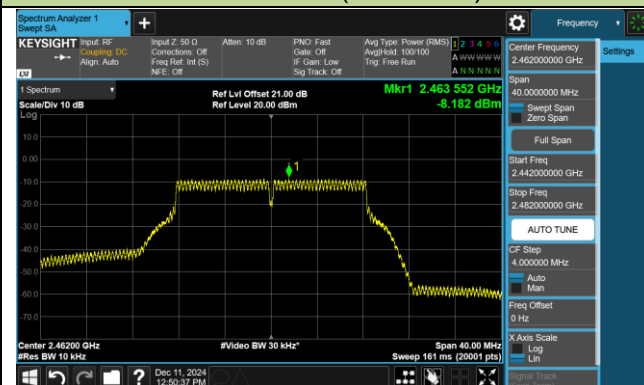 Spectrum Analyzer 1
Swept SA
+
Frequency
KEYSIGHT
Input: RF
Coupling: DC
Align: Auto
Input Z: 50 Ω
Corrections: Off
Freq Ref: Int (S)
NFE: Off
Atten: 10 dB
PNO: Fast
Gate: Off
IF Gain: Low
Sig Track: Off
Avg Type: Power (RMS)
Avg|Hold: 100/100
Trig: Free Run
1 2 3 4 5 6
A W W W W W
A N N N N N
LXI
1 Spectrum
Scale/Div 10 dB
Log
Ref Lvl Offset 21.00 dB
Ref Level 20.00 dBm
Mkr1 2.463 552 GHz
-8.182 dBm
1
10.0
0.00
-10.0
-20.0
-30.0
-40.0
-50.0
-60.0
-70.0
Center 2.46200 GHz
#Res BW 10 kHz
#Video BW 30 kHz*
Span 40.00 MHz
Sweep 161 ms (20001 pts)
Dec 11, 2024
12:50:37 PM
?
Center Frequency
2.462000000 GHz
Settings
Span
40.0000000 MHz
Swept Span
Zero Span
Full Span
Start Freq
2.442000000 GHz
Stop Freq
2.482000000 GHz
AUTO TUNE
CF Step
4.000000 MHz
Auto
Man
Freq Offset
0 Hz
X Axis Scale
Log
Lin
Signal Track